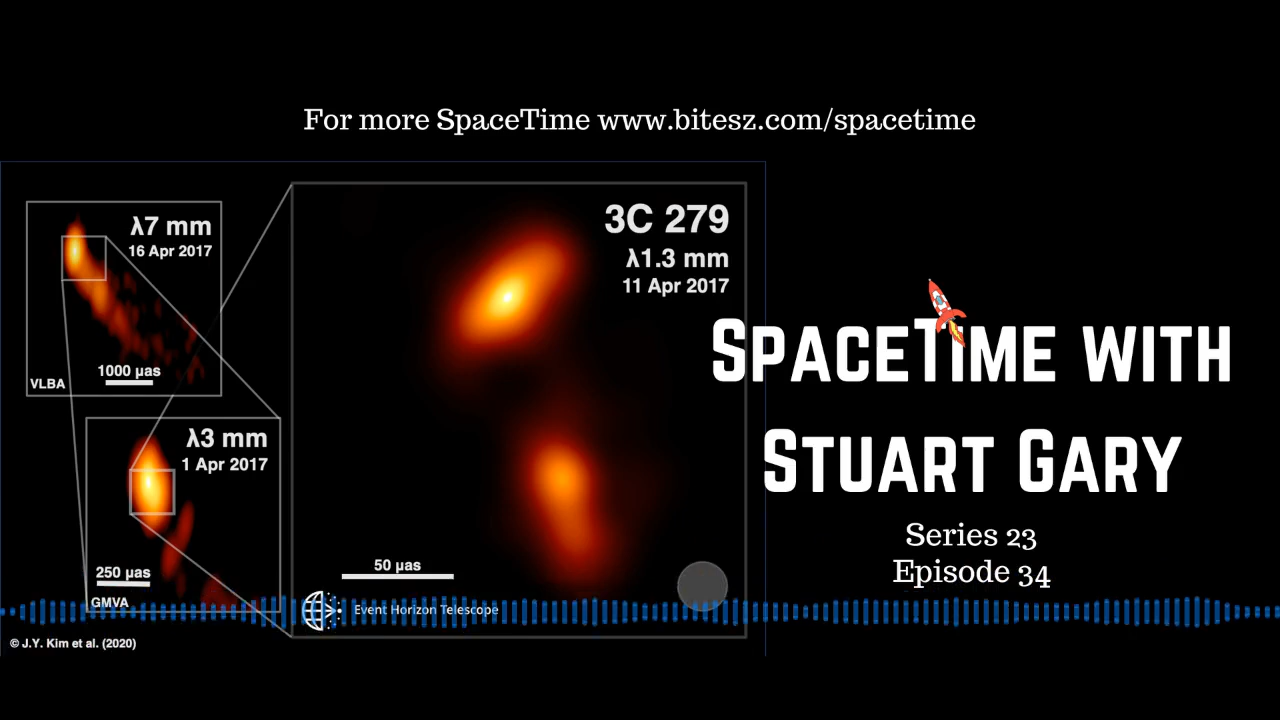 For more SpaceTime www.bitesz.com/spacetime
λ7 mm
16 Apr 2017
1000 μas
VLBA
λ3 mm
1 Apr 2017
250 μas
GMVA
3C 279
λ1.3 mm
11 Apr 2017
50 μas
Event Horizon Telescope
© J.Y. Kim et al. (2020)
SPACETIME WITH
STUART GARY
Series 23
Episode 34